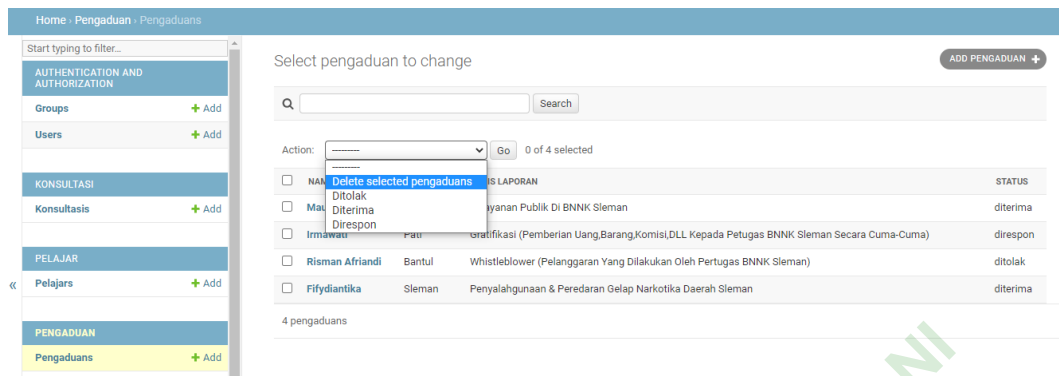 Home › Pengaduan › Pengaduans
Start typing to filter...
AUTHENTICATION AND
AUTHORIZATION
Groups + Add
Users + Add
KONSULTASI
Konsultasis + Add
PELAJAR
« Pelajars + Add
PENGADUAN
Pengaduans + Add
Select pengaduan to change
ADD PENGADUAN +
Search
Action: --------- Go 0 of 4 selected
---------
Delete selected pengaduans
Ditolak
Diterima
Direspon
STATUS
LAPORAN
Publik Di BNNK Sleman diterima
Irmawati Pati Gratifikasi (Pemberian Uang,Barang,Komisi,DLL Kepada Petugas BNNK Sleman Secara Cuma-Cuma) direspon
Risman Afriandi Bantul Whistleblower (Pelanggaran Yang Dilakukan Oleh Pertugas BNNK Sleman) ditolak
Fifydiantika Sleman Penyalahgunaan & Peredaran Gelap Narkotika Daerah Sleman diterima
4 pengaduans